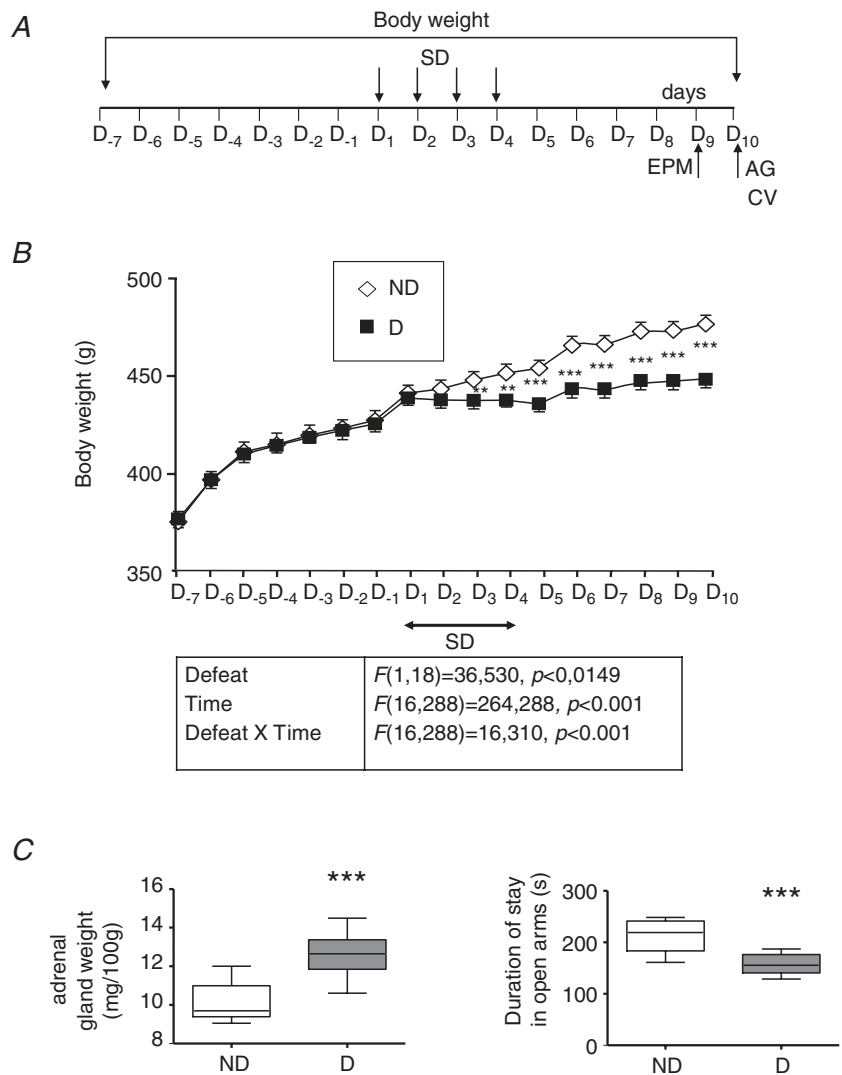 A
Body weight
SD
days
D-7 D-6 D-5 D-4 D-3 D-2 D-1 D1 D2 D3 D4 D5 D6 D7 D8 D9 D10
EPM AG
CV
B
500
450
400
350
Body weight (g)
ND
D
** ** *** *** *** *** *** ***
D-7 D-6 D-5 D-4 D-3 D-2 D-1 D1 D2 D3 D4 D5 D6 D7 D8 D9 D10
SD
Defeat F(1,18)=36,530, p<0,0149
Time F(16,288)=264,288, p<0.001
Defeat X Time F(16,288)=16,310, p<0.001
C
adrenal
gland weight
(mg/100g)
16
14
12
10
8
***
ND D
Duration of stay
in open arms (s)
300
200
100
0
***
ND D